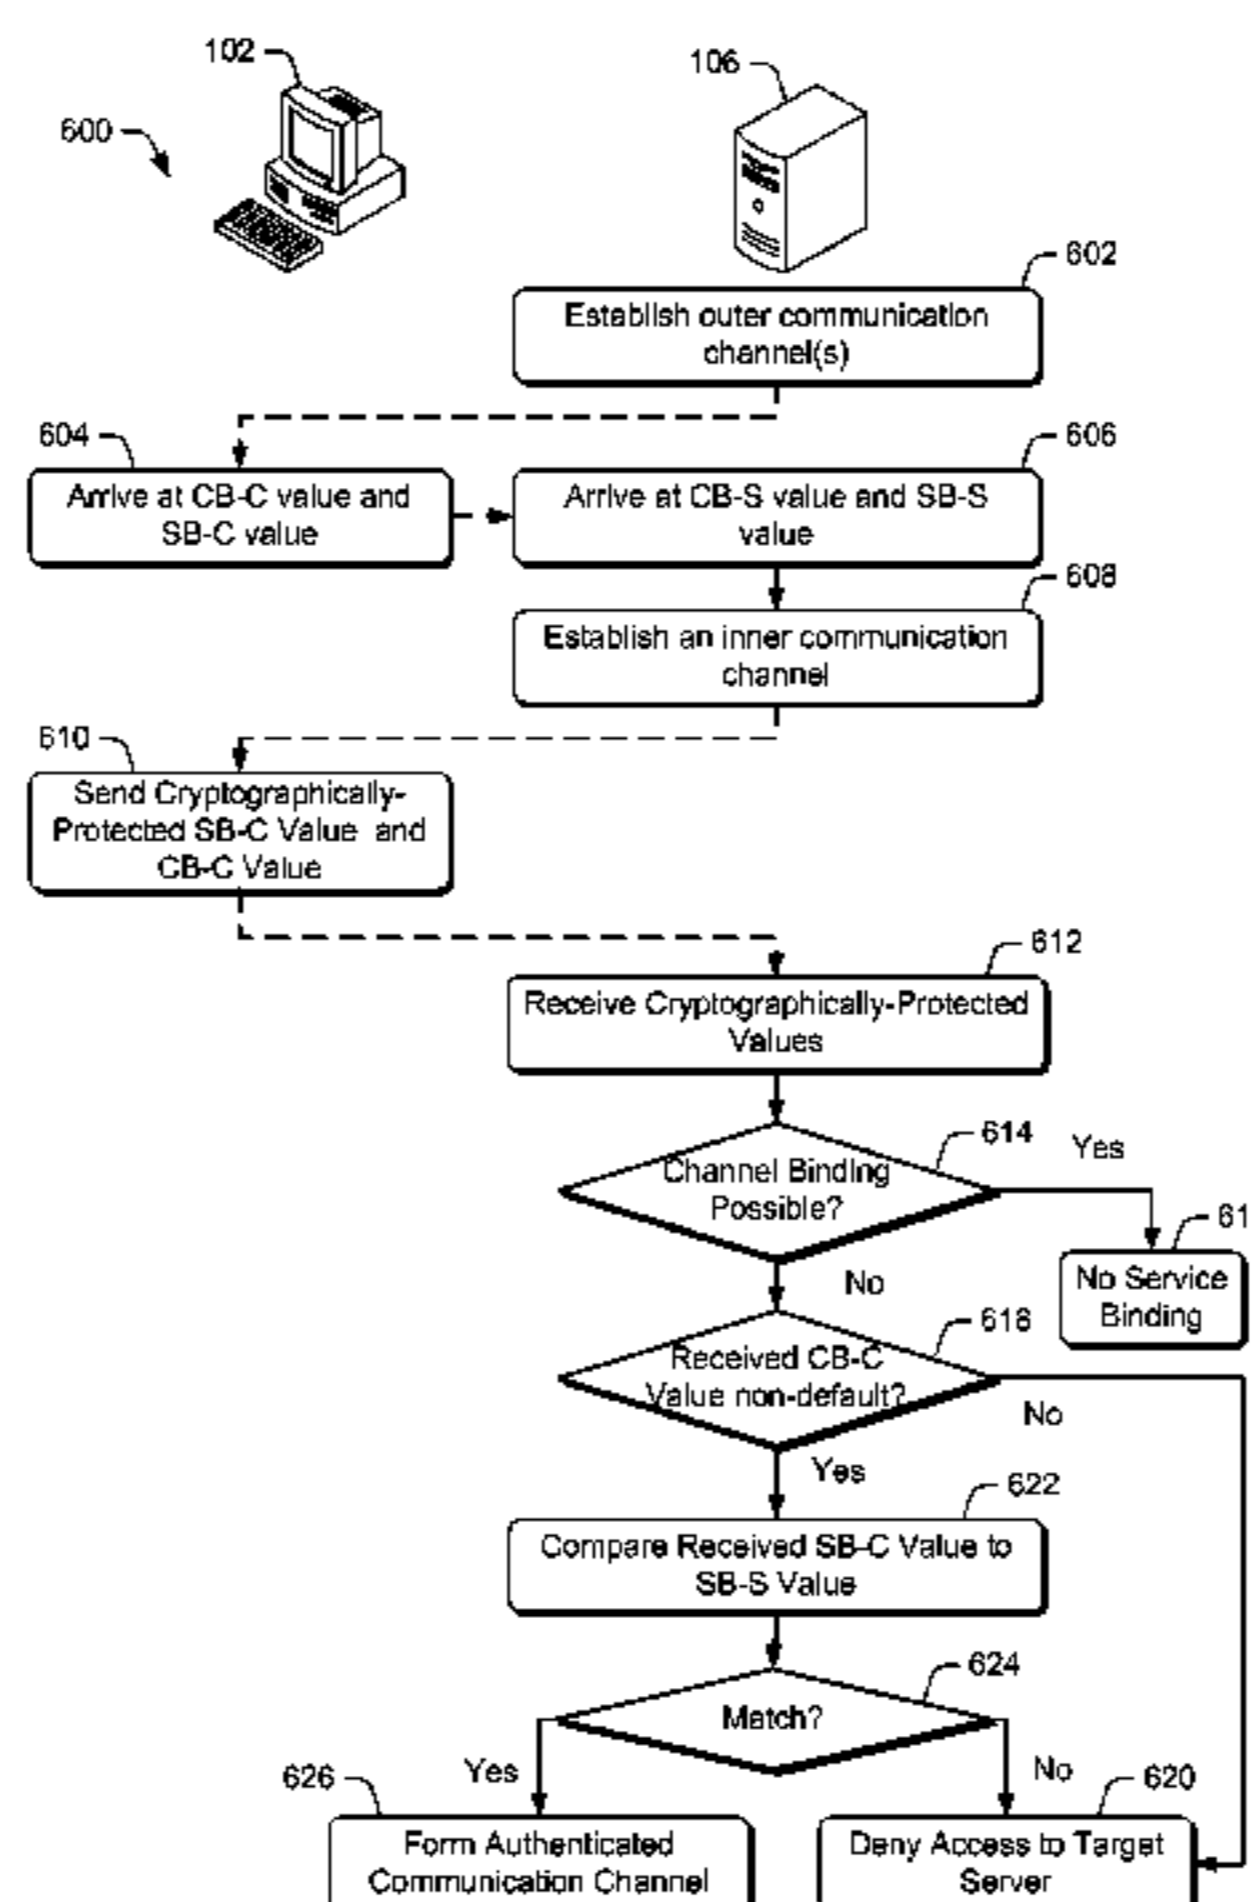 102
106
600
602
Establish outer communication
channel(s)
604
606
Arrive at CB-C value and
SB-C value
Arrive at CB-S value and SB-S
value
608
Establish an inner communication
channel
610
Send Cryptographically-
Protected SB-C Value and
CB-C Value
612
Receive Cryptographically-Protected
Values
614
Yes
Channel Binding
Possible?
61
No
No Service
Binding
618
Received CB-C
Value non-default?
No
Yes
622
Compare Received SB-C Value to
SB-S Value
624
Match?
Yes
No
626
620
Form Authenticated
Communication Channel
Deny Access to Target
Server